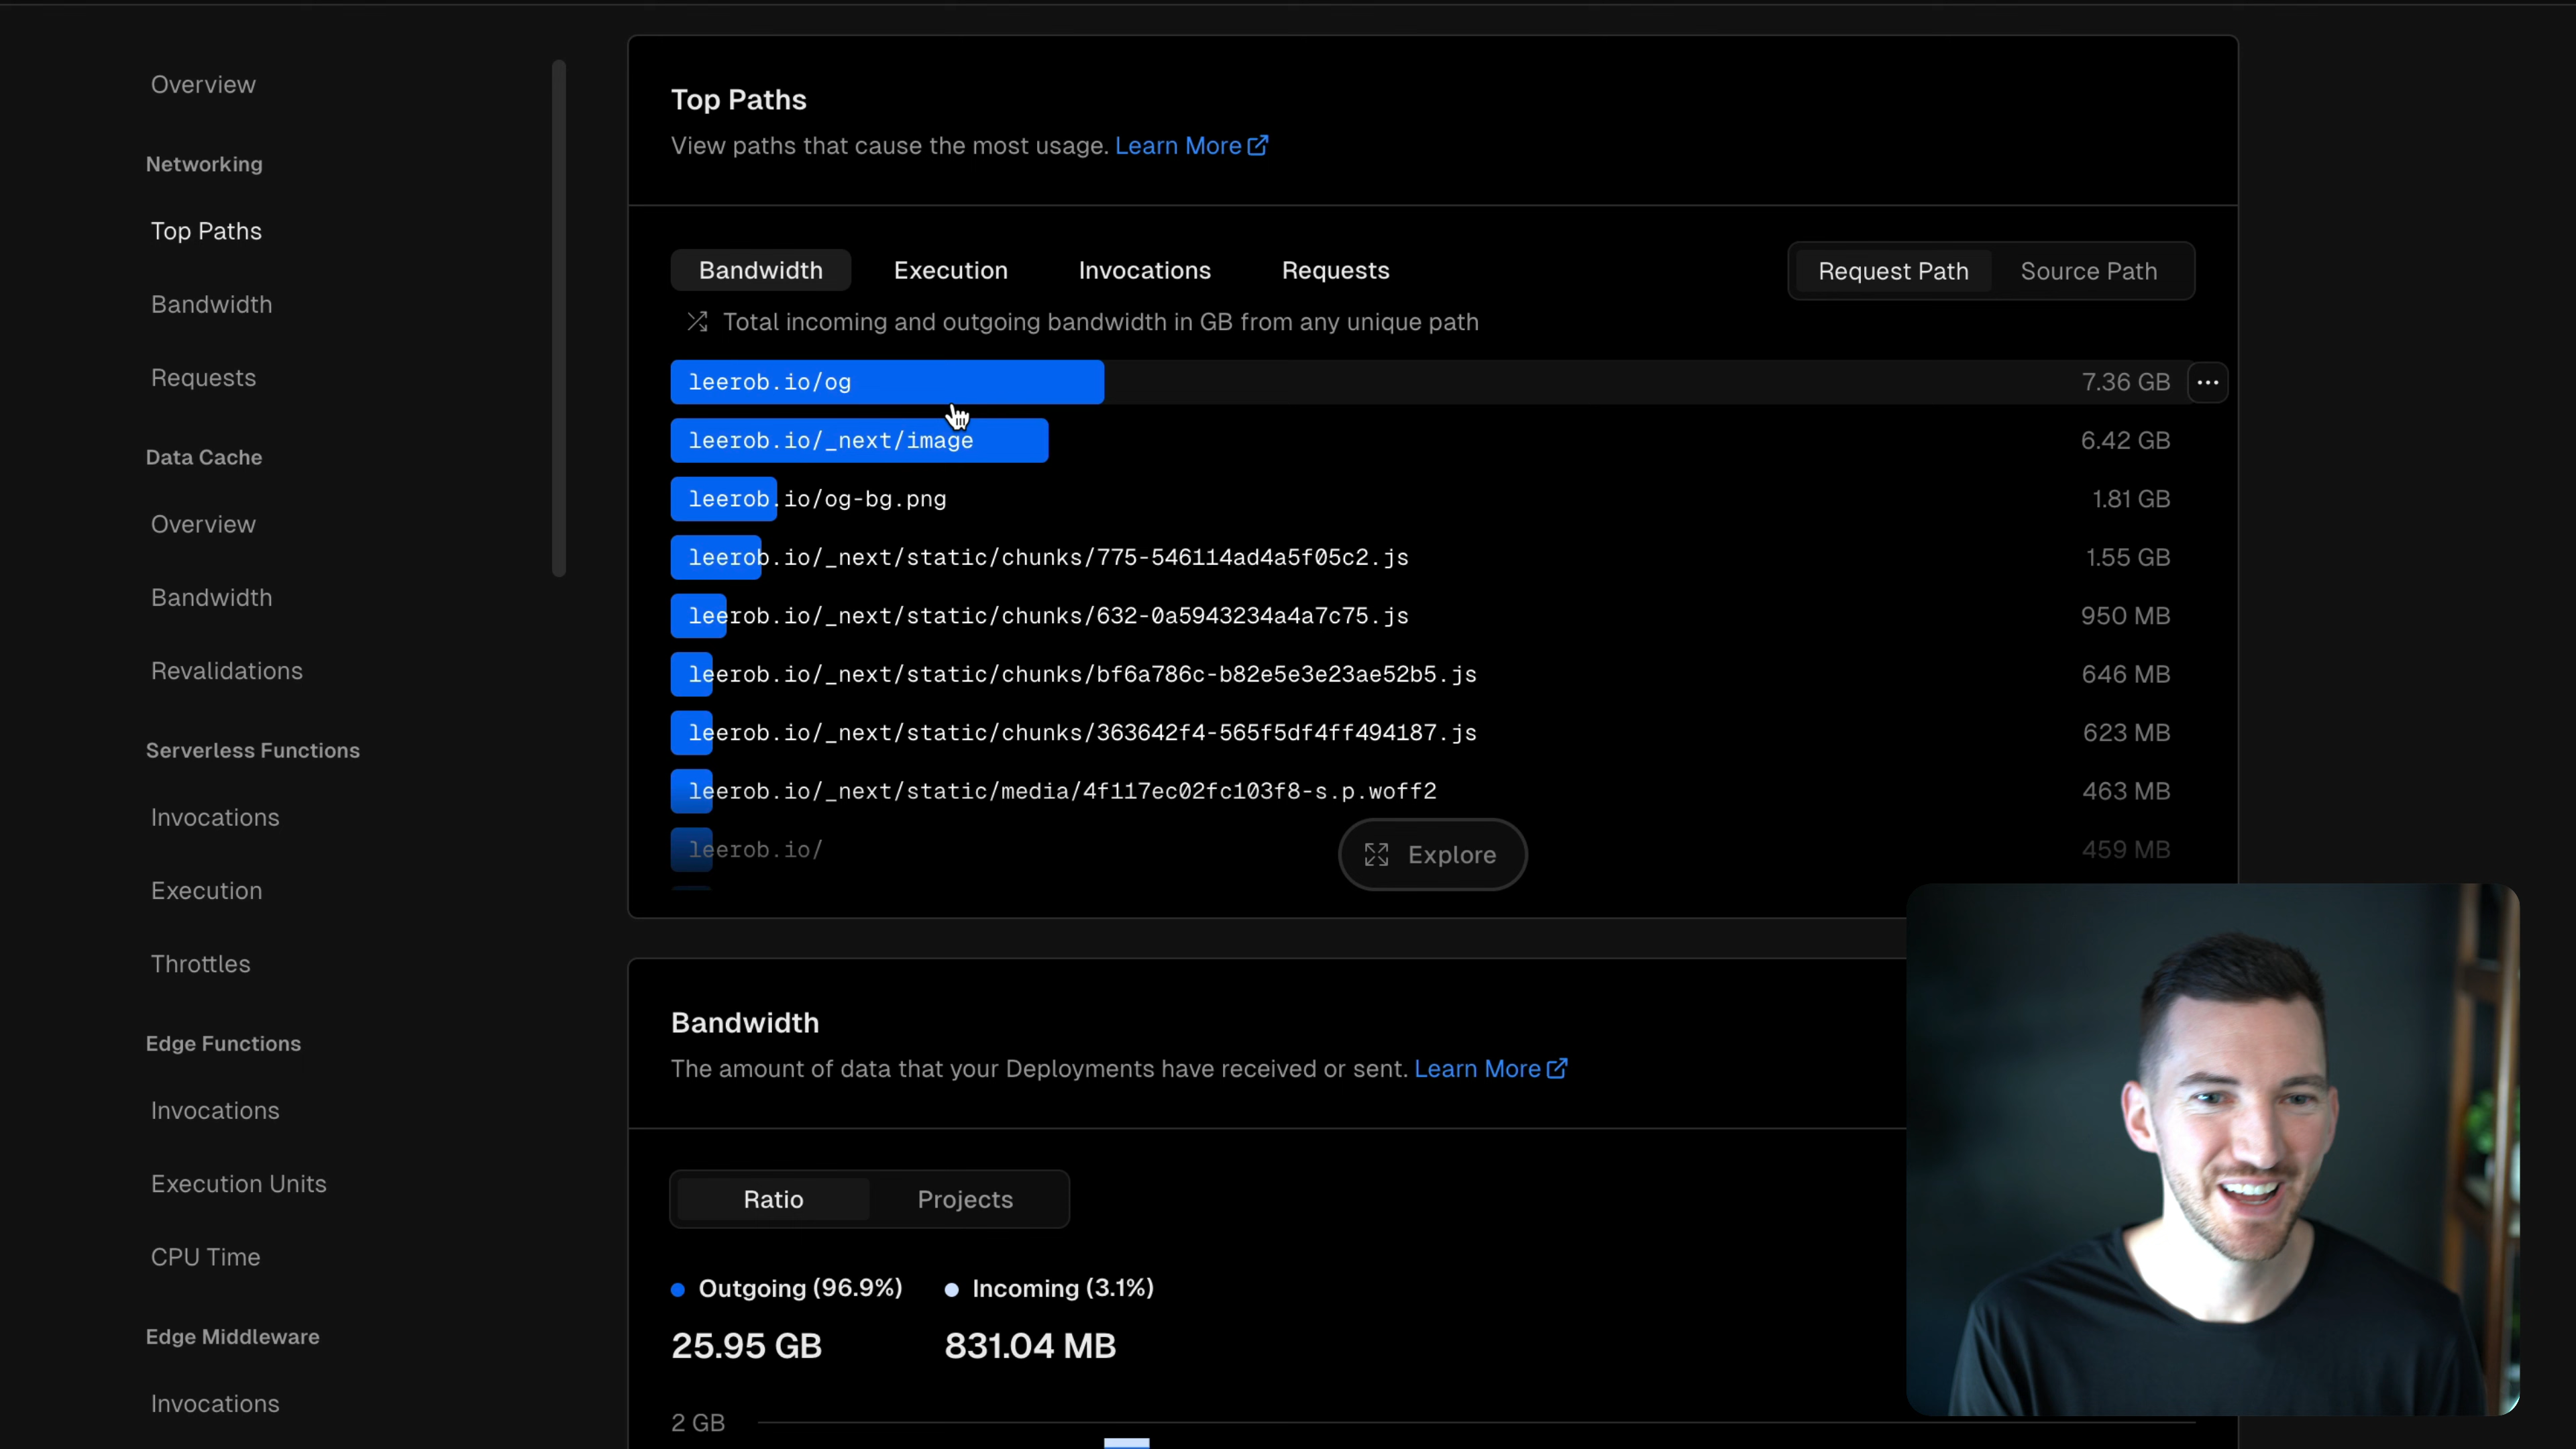 Overview
Networking
Top Paths
Bandwidth
Requests
Data Cache
Overview
Bandwidth
Revalidations
Serverless Functions
Invocations
Execution
Throttles
Edge Functions
Invocations
Execution Units
CPU Time
Edge Middleware
Invocations
Top Paths
View paths that cause the most usage. Learn More
Bandwidth Execution Invocations Requests Request Path Source Path
Total incoming and outgoing bandwidth in GB from any unique path
leerob.io/og 7.36 GB
leerob.io/_next/image 6.42 GB
leerob.io/og-bg.png 1.81 GB
leerob.io/_next/static/chunks/775-546114ad4a5f05c2.js 1.55 GB
leerob.io/_next/static/chunks/632-0a5943234a4a7c75.js 950 MB
leerob.io/_next/static/chunks/bf6a786c-b82e5e3e23ae52b5.js 646 MB
leerob.io/_next/static/chunks/363642f4-565f5df4ff494187.js 623 MB
leerob.io/_next/static/media/4f117ec02fc103f8-s.p.woff2 463 MB
leerob.io/ 459 MB
Explore
Bandwidth
The amount of data that your Deployments have received or sent. Learn More
Ratio Projects
Outgoing (96.9%) Incoming (3.1%)
25.95 GB 831.04 MB
2 GB